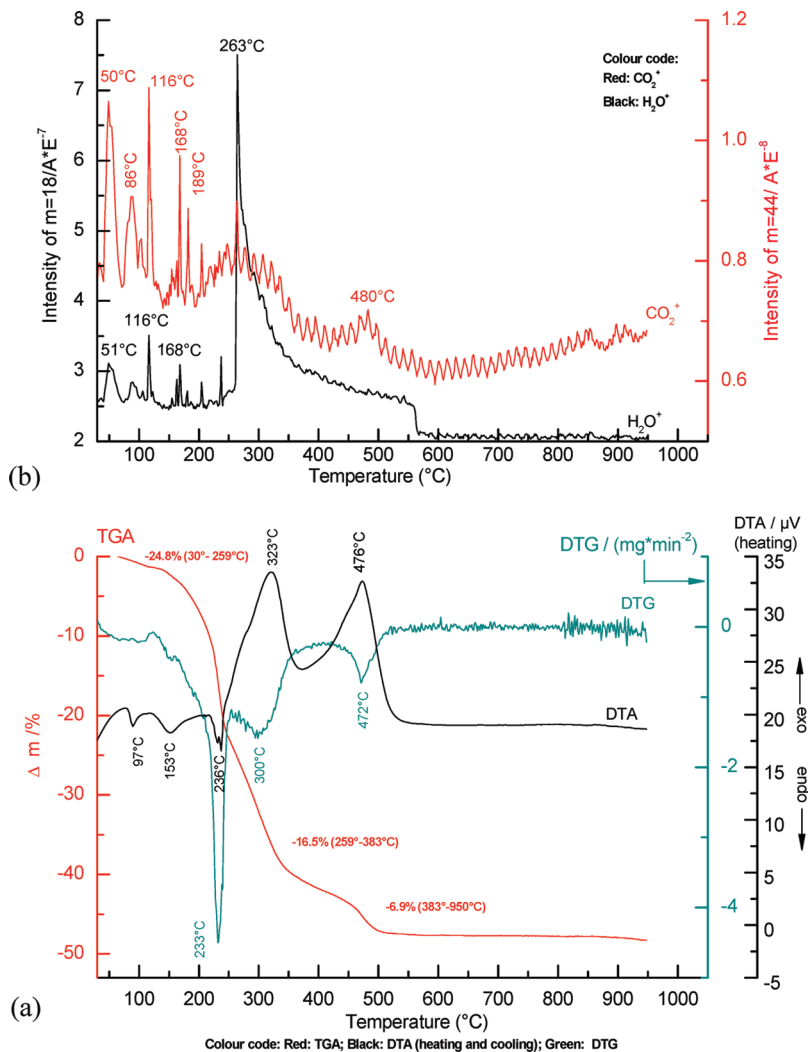 8
7
6
5
4
3
2
Intensity of m=18/A*E⁻⁷
1.2
1.0
0.8
0.6
Intensity of m=44/ A*E⁻⁸
Colour code:
Red: CO₂⁺
Black: H₂O⁺
263°C
50°C
116°C
168°C
86°C
189°C
480°C
CO₂⁺
116°C
51°C
168°C
H₂O⁺
100 200 300 400 500 600 700 800 900 1000
Temperature (°C)
(b)
TGA
DTG / (mg*min⁻²)
DTA / µV
(heating)
-24.8% (30°- 259°C)
323°C
476°C
0
-10
-20
-30
-40
-50
Δ m /%
0
-2
-4
35
30
25
20
15
10
5
0
-5
exo
endo
DTG
DTA
97°C
153°C
236°C
300°C
472°C
-16.5% (259°-383°C)
-6.9% (383°-950°C)
233°C
100 200 300 400 500 600 700 800 900 1000
Temperature (°C)
(a)
Colour code: Red: TGA; Black: DTA (heating and cooling); Green: DTG